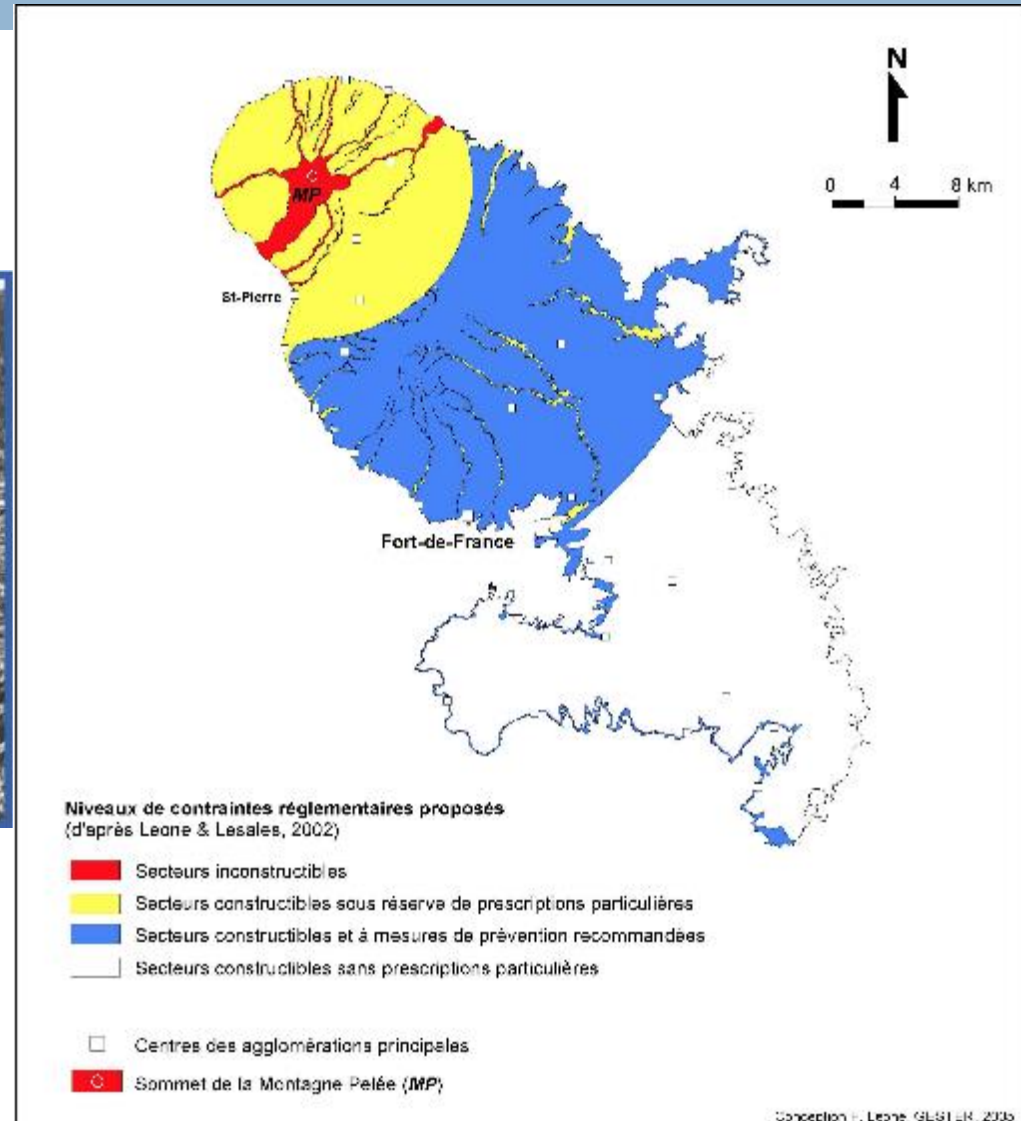 N
0 4 8 km
MP
St-Pierre
Fort-de-France
Niveaux de contraintes réglementaires proposés
(d'après Leone & Lesales, 2002)
Secteurs inconstructibles
Secteurs constructibles sous réserve de prescriptions particulières
Secteurs constructibles et à mesures de prévention recommandées
Secteurs constructibles sans prescriptions particulières
Centres des agglomérations principales
Sommet de la Montagne Pelée (MP)
Conception F. Leone, GESTER, 2005